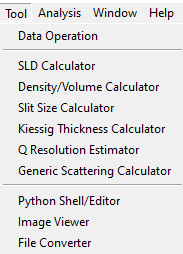 Tool Analysis Window Help
Data Operation
SLD Calculator
Density/Volume Calculator
Slit Size Calculator
Kiessig Thickness Calculator
Q Resolution Estimator
Generic Scattering Calculator
Python Shell/Editor
Image Viewer
File Converter